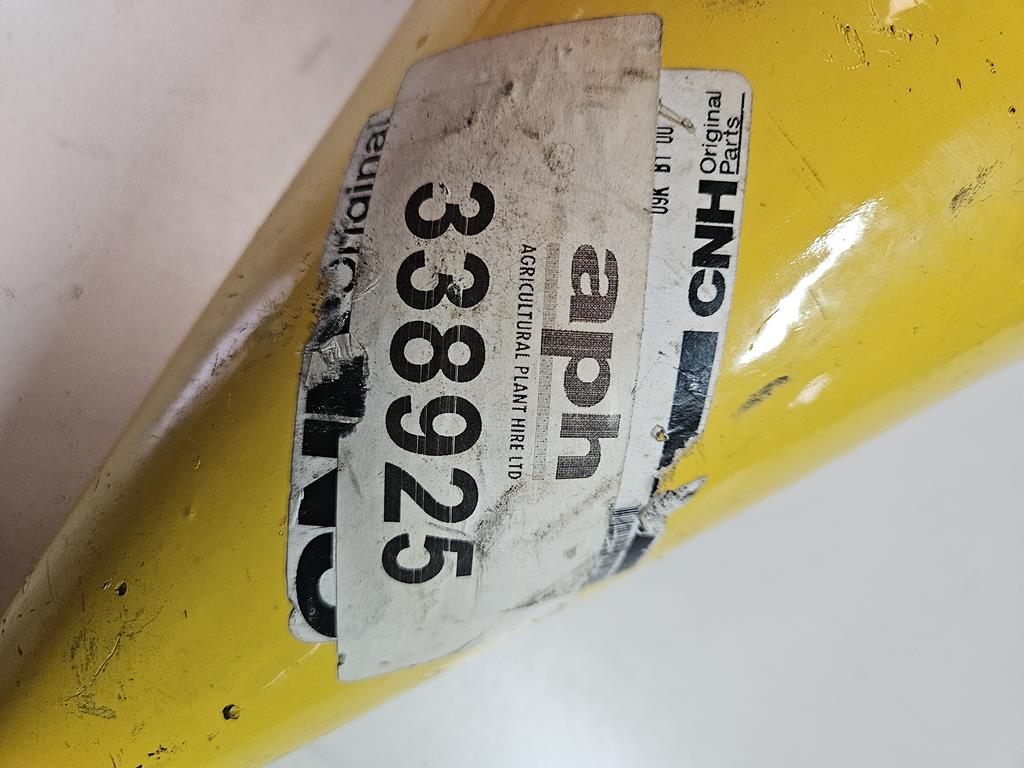 CNH Original
Parts
aph
AGRICULTURAL PLANT HIRE LTD
338925
Original